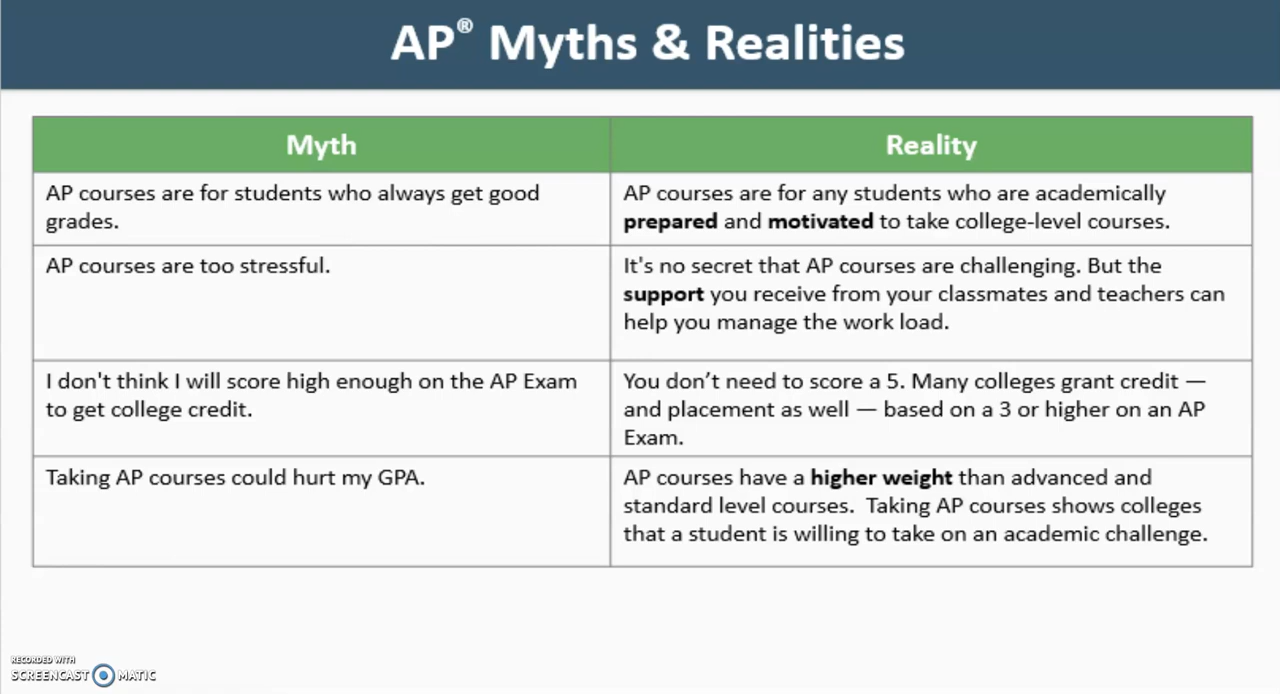 AP® Myths & Realities
Myth
Reality
AP courses are for students who always get good
grades.
AP courses are for any students who are academically
prepared and motivated to take college-level courses.
AP courses are too stressful.
It's no secret that AP courses are challenging. But the
support you receive from your classmates and teachers can
help you manage the work load.
I don't think I will score high enough on the AP Exam
to get college credit.
You don’t need to score a 5. Many colleges grant credit —
and placement as well — based on a 3 or higher on an AP
Exam.
Taking AP courses could hurt my GPA.
AP courses have a higher weight than advanced and
standard level courses.  Taking AP courses shows colleges
that a student is willing to take on an academic challenge.
RECORDED WITH
SCREENCAST MATIC